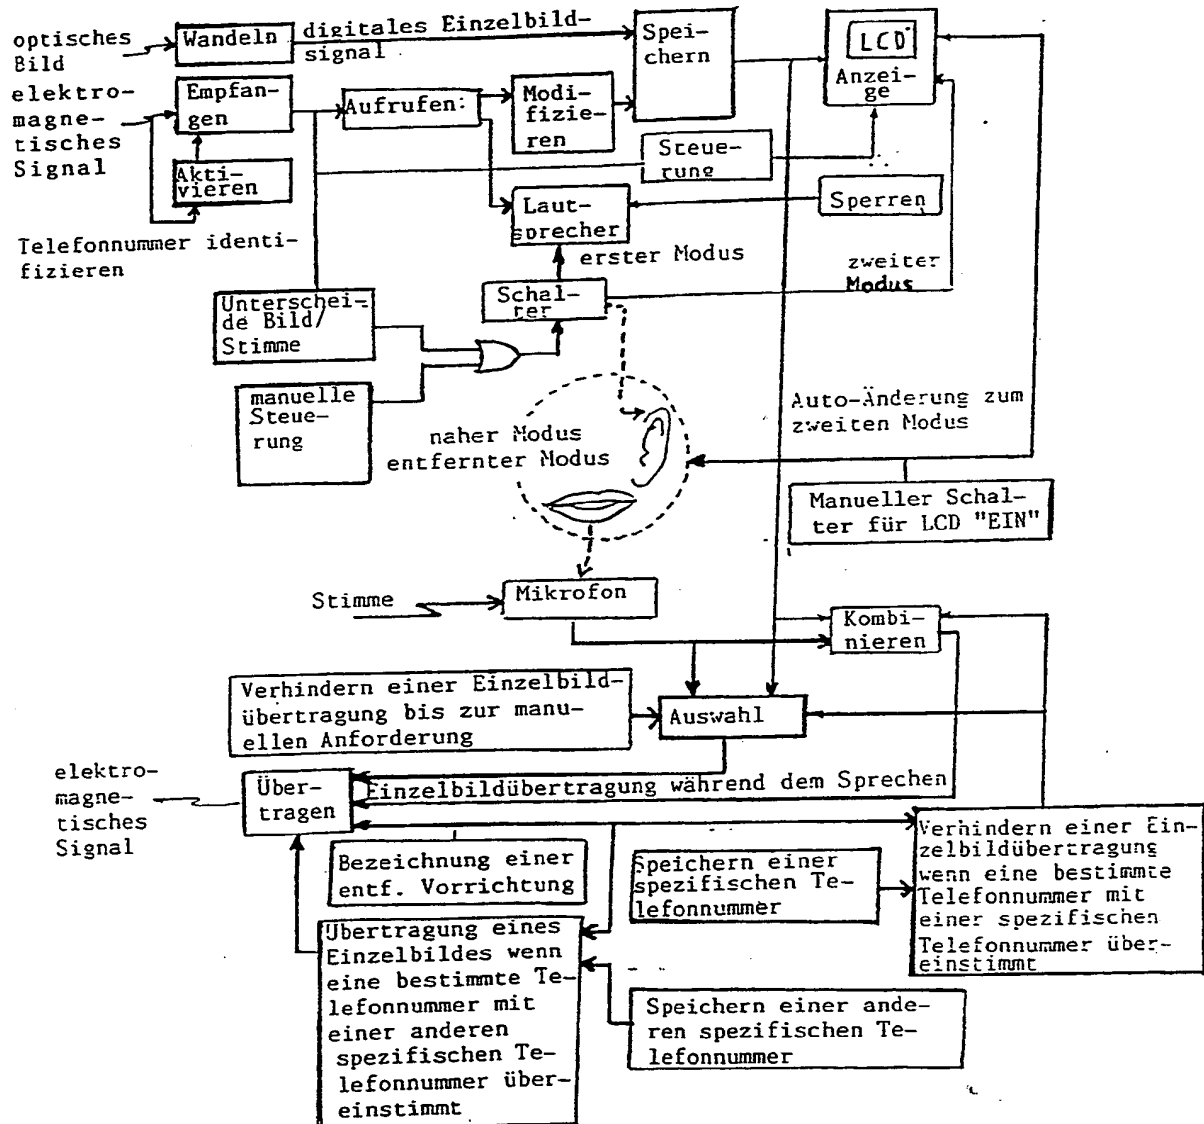 optisches
Bild
Wandeln
digitales Einzelbild-
signal
Spei-
chern
LCD
Anzei-
ge
elektro-
magne-
tisches
Signal
Empfan-
gen
Aufrufen:
Modi-
fizie-
ren
Steue-
rung
Akti-
vieren
Laut-
sprecher
Sperren
Telefonnummer identi-
fizieren
erster Modus
zweiter
Modus
Unterschei-
de Bild/
Stimme
Schal-
ter
manuelle
Steue-
rung
naher Modus
entfernter Modus
Auto-Änderung zum
zweiten Modus
Manueller Schal-
ter für LCD "EIN"
Stimme
Mikrofon
Kombi-
nieren
Verhindern einer Einzelbild-
übertragung bis zur manu-
ellen Anforderung
Auswahl
elektro-
magne-
tisches
Signal
Über-
tragen
Einzelbildübertragung während dem Sprechen
Bezeichnung einer
entf. Vorrichtung
Speichern einer
spezifischen Te-
lefonnummer
Verhindern einer Ein-
zelbildübertragung
wenn eine bestimmte
Telefonnummer mit
einer spezifischen
Telefonnummer über-
einstimmt
Übertragung eines
Einzelbildes wenn
eine bestimmte Te-
lefonnummer mit
einer anderen
spezifischen Te-
lefonnummer über-
einstimmt
Speichern einer ande-
ren spezifischen Te-
lefonnummer